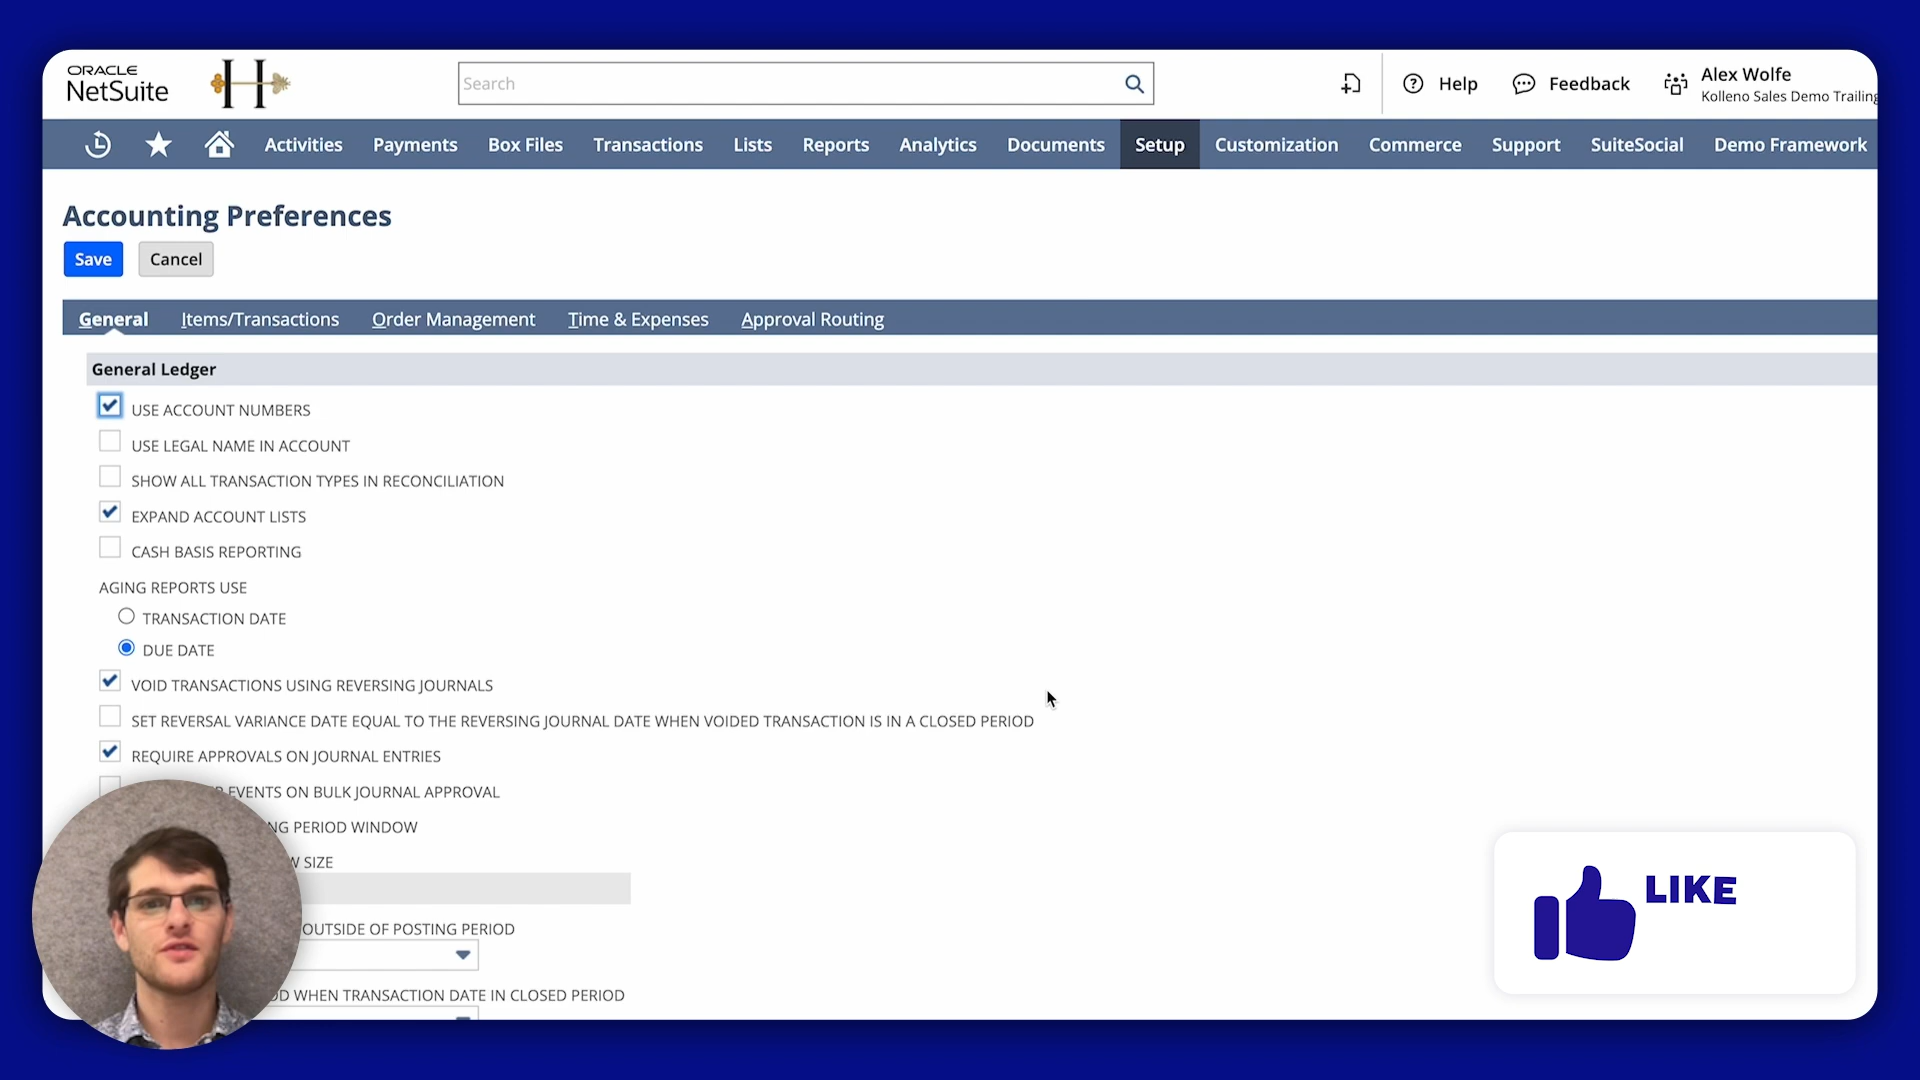 ORACLE
NetSuite
H
Search
Help
Feedback
Alex Wolfe
Kolleno Sales Demo Trailing
Activities
Payments
Box Files
Transactions
Lists
Reports
Analytics
Documents
Setup
Customization
Commerce
Support
SuiteSocial
Demo Framework
Accounting Preferences
Save
Cancel
General
Items/Transactions
Order Management
Time & Expenses
Approval Routing
General Ledger
USE ACCOUNT NUMBERS
USE LEGAL NAME IN ACCOUNT
SHOW ALL TRANSACTION TYPES IN RECONCILIATION
EXPAND ACCOUNT LISTS
CASH BASIS REPORTING
AGING REPORTS USE
TRANSACTION DATE
DUE DATE
VOID TRANSACTIONS USING REVERSING JOURNALS
SET REVERSAL VARIANCE DATE EQUAL TO THE REVERSING JOURNAL DATE WHEN VOIDED TRANSACTION IS IN A CLOSED PERIOD
REQUIRE APPROVALS ON JOURNAL ENTRIES
EVENTS ON BULK JOURNAL APPROVAL
PERIOD WINDOW
SIZE
OUTSIDE OF POSTING PERIOD
WHEN TRANSACTION DATE IN CLOSED PERIOD
LIKE